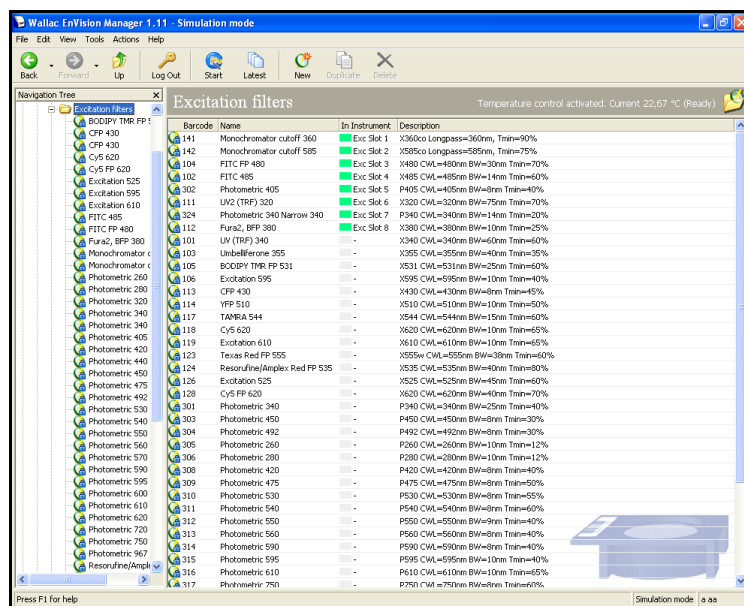 Wallac EnVision Manager 1.11 - Simulation mode
File Edit View Tools Actions Help
Back Forward Up Log Out Start Latest New Duplicate Delete
Navigation Tree
Excitation filters
BODIPY TMR FP 5
CFP 430
CFP 430
Cy5 620
Cy5 FP 620
Excitation 525
Excitation 595
Excitation 610
FITC 485
FITC FP 480
Fura2, BFP 380
Monochromator c
Monochromator c
Photometric 260
Photometric 280
Photometric 320
Photometric 340
Photometric 340
Photometric 405
Photometric 420
Photometric 440
Photometric 450
Photometric 475
Photometric 492
Photometric 530
Photometric 540
Photometric 550
Photometric 560
Photometric 570
Photometric 590
Photometric 595
Photometric 600
Photometric 610
Photometric 620
Photometric 720
Photometric 750
Photometric 967
Resorufine/Ample
Excitation filters Temperature control activated. Current 22,67 °C (Ready)
Barcode Name In Instrument Description
141 Monochromator cutoff 360 Exc Slot 1 X360co Longpass=360nm, Tmin=90%
142 Monochromator cutoff 585 Exc Slot 2 X585co Longpass=585nm, Tmin=75%
104 FITC FP 480 Exc Slot 3 X480 CWL=480nm BW=30nm Tmin=70%
102 FITC 485 Exc Slot 4 X485 CWL=485nm BW=14nm Tmin=60%
302 Photometric 405 Exc Slot 5 P405 CWL=405nm BW=8nm Tmin=40%
111 UV2 (TRF) 320 Exc Slot 6 X320 CWL=320nm BW=75nm Tmin=70%
324 Photometric 340 Narrow 340 Exc Slot 7 P340 CWL=340nm BW=14nm Tmin=20%
112 Fura2, BFP 380 Exc Slot 8 X380 CWL=380nm BW=10nm Tmin=25%
101 UV (TRF) 340 - X340 CWL=340nm BW=60nm Tmin=60%
103 Umbelliferone 355 - X355 CWL=355nm BW=40nm Tmin=35%
105 BODIPY TMR FP 531 - X531 CWL=531nm BW=25nm Tmin=60%
106 Excitation 595 - X595 CWL=595nm BW=10nm Tmin=40%
113 CFP 430 - X430 CWL=430nm BW=8nm Tmin=45%
114 YFP 510 - X510 CWL=510nm BW=10nm Tmin=50%
117 TAMRA 544 - X544 CWL=544nm BW=15nm Tmin=60%
118 Cy5 620 - X620 CWL=620nm BW=10nm Tmin=65%
119 Excitation 610 - X610 CWL=610nm BW=10nm Tmin=65%
123 Texas Red FP 555 - X555w CWL=555nm BW=38nm Tmin=60%
124 Resorufine/Amplex Red FP 535 - X535 CWL=535nm BW=40nm Tmin=80%
126 Excitation 525 - X525 CWL=525nm BW=45nm Tmin=60%
128 Cy5 FP 620 - X620 CWL=620nm BW=40nm Tmin=70%
301 Photometric 340 - P340 CWL=340nm BW=25nm Tmin=40%
303 Photometric 450 - P450 CWL=450nm BW=8nm Tmin=30%
304 Photometric 492 - P492 CWL=492nm BW=8nm Tmin=30%
305 Photometric 260 - P260 CWL=260nm BW=10nm Tmin=12%
306 Photometric 280 - P280 CWL=280nm BW=10nm Tmin=12%
308 Photometric 420 - P420 CWL=420nm BW=8nm Tmin=40%
309 Photometric 475 - P475 CWL=475nm BW=8nm Tmin=50%
310 Photometric 530 - P530 CWL=530nm BW=8nm Tmin=55%
311 Photometric 540 - P540 CWL=540nm BW=8nm Tmin=60%
312 Photometric 550 - P550 CWL=550nm BW=9nm Tmin=40%
313 Photometric 560 - P560 CWL=560nm BW=8nm Tmin=40%
314 Photometric 590 - P590 CWL=590nm BW=8nm Tmin=40%
315 Photometric 595 - P595 CWL=595nm BW=10nm Tmin=60%
316 Photometric 610 - P610 CWL=610nm BW=10nm Tmin=65%
317 Photometric 750 - P750 CWL=750nm BW=8nm Tmin=60%
Press F1 for help Simulation mode a aa